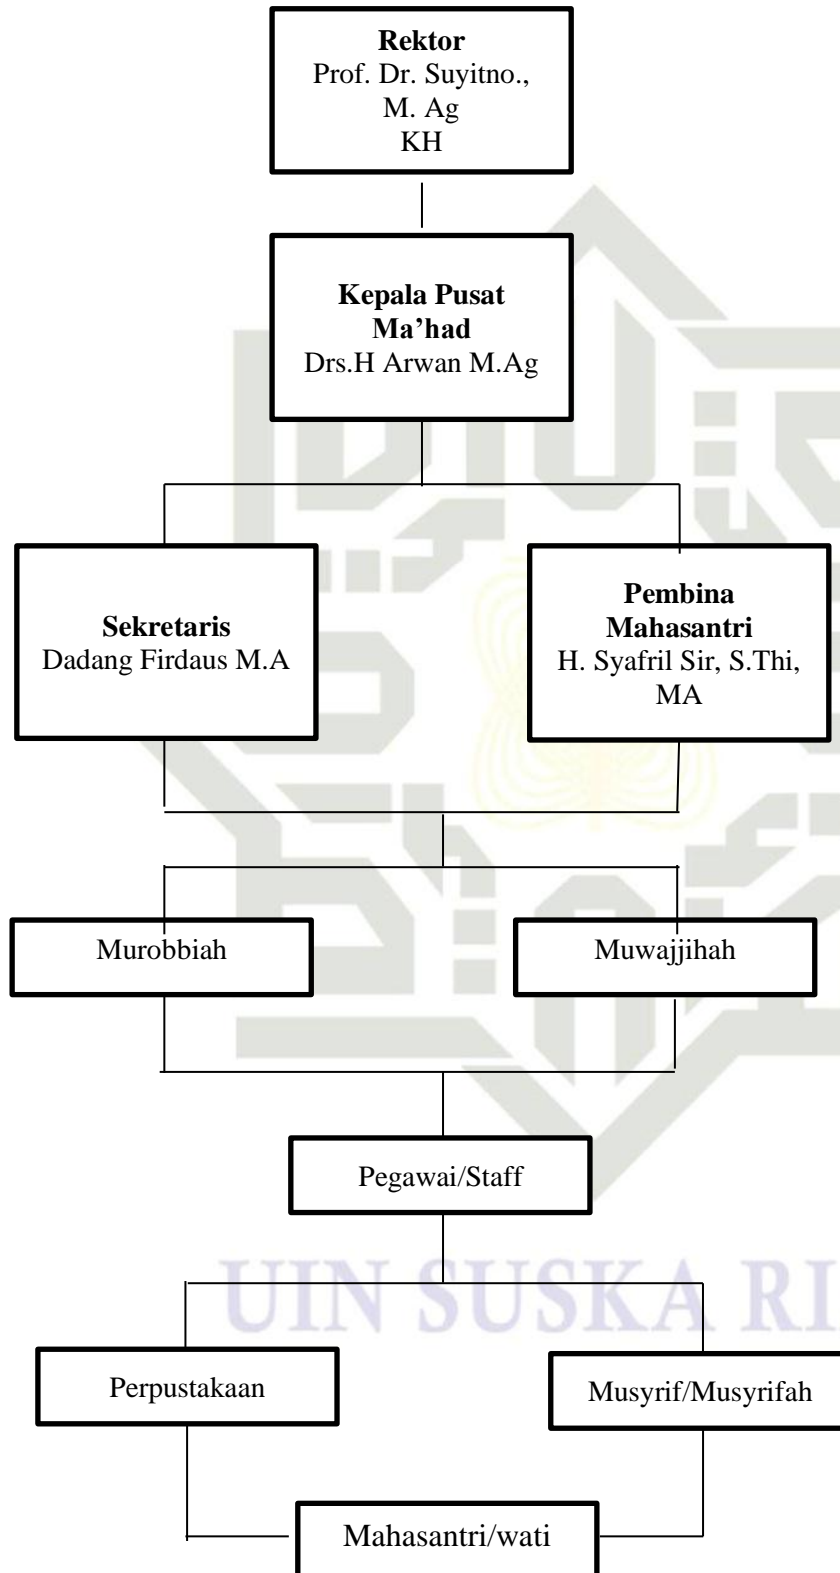 Rektor
Prof. Dr. Suyitno.,
M. Ag
KH
Kepala Pusat
Ma’had
Drs.H Arwan M.Ag
Sekretaris
Dadang Firdaus M.A
Pembina
Mahasantri
H. Syafril Sir, S.Thi,
MA
Murobbiah
Muwajjihah
Pegawai/Staff
UIN SUSKA RI
Perpustakaan
Musyrif/Musyrifah
Mahasantri/wati